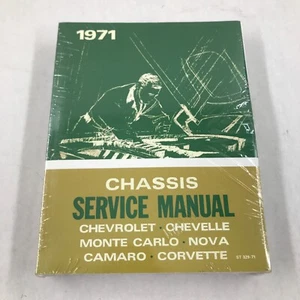 1971
CHASSIS
SERVICE MANUAL
CHEVROLET · CHEVELLE
MONTE CARLO · NOVA
CAMARO · CORVETTE